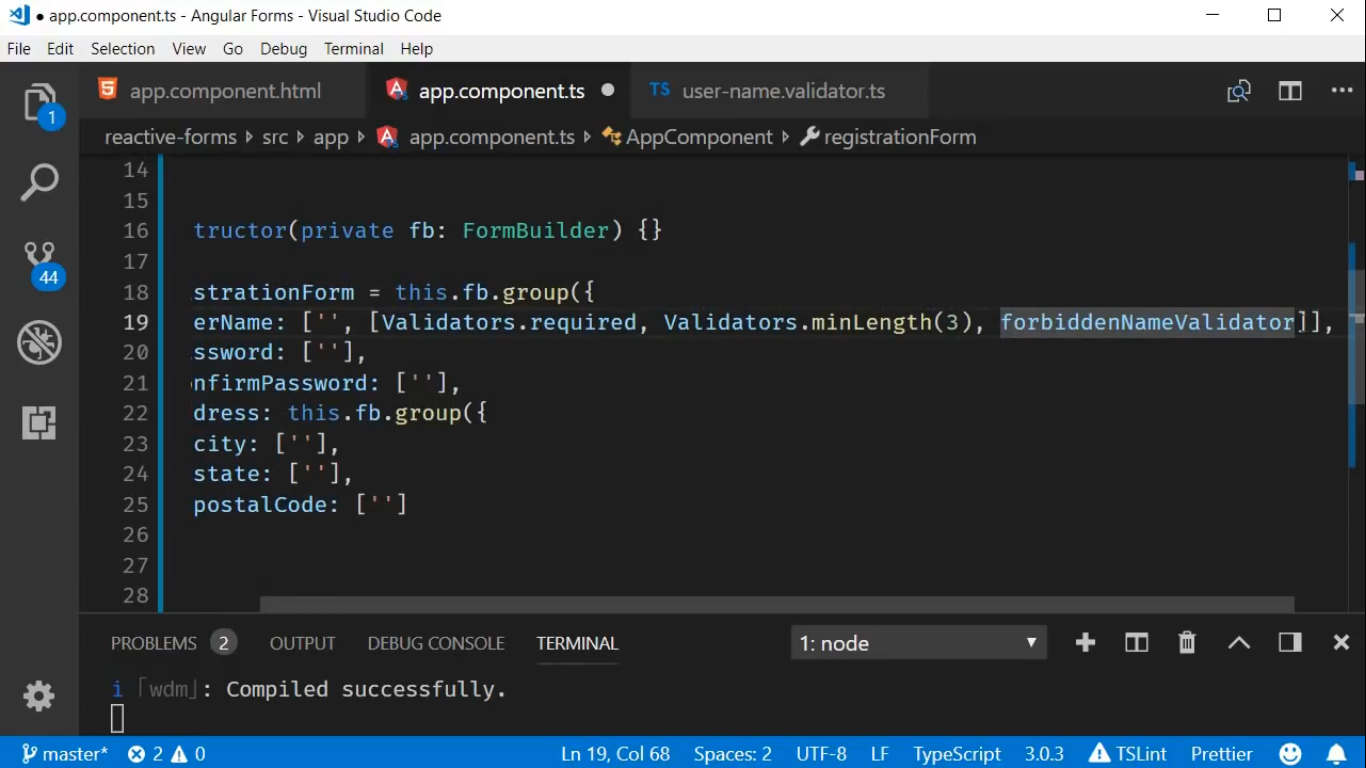 ● app.component.ts - Angular Forms - Visual Studio Code
File Edit Selection View Go Debug Terminal Help
app.component.html app.component.ts TS user-name.validator.ts
reactive-forms src app app.component.ts AppComponent registrationForm
1
44
14
15
16 tructor(private fb: FormBuilder) {}
17
18 strationForm = this.fb.group({
19 erName: ['', [Validators.required, Validators.minLength(3), forbiddenNameValidator]],
20 ssword: [''],
21 nfirmPassword: [''],
22 dress: this.fb.group({
23 city: [''],
24 state: [''],
25 postalCode: ['']
26
27
28
PROBLEMS 2 OUTPUT DEBUG CONSOLE TERMINAL 1: node
i ｢wdm｣: Compiled successfully.
master* 2 0 Ln 19, Col 68 Spaces: 2 UTF-8 LF TypeScript 3.0.3 TSLint Prettier